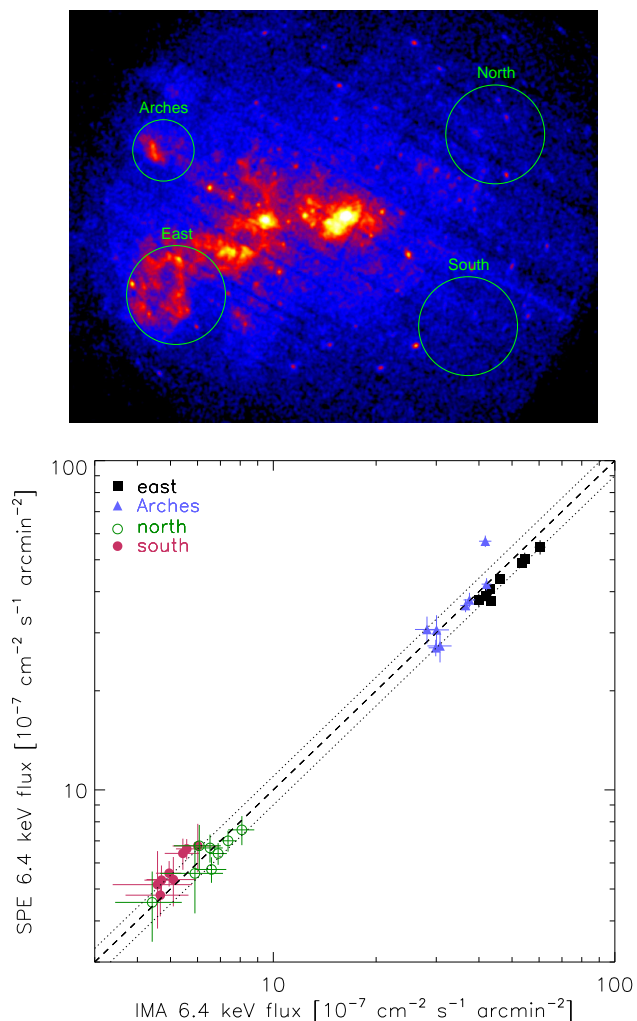 North
Arches
East
South
100
10
SPE 6.4 keV flux [10⁻⁷ cm⁻² s⁻¹ arcmin⁻²]
east
Arches
north
south
10
100
IMA 6.4 keV flux [10⁻⁷ cm⁻² s⁻¹ arcmin⁻²]